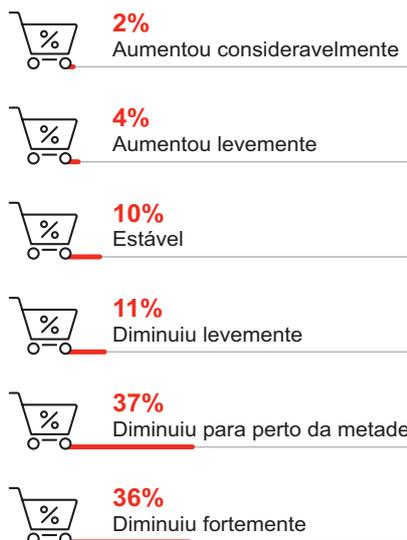 %
2%
Aumentou consideravelmente
%
4%
Aumentou levemente
%
10%
Estável
%
11%
Diminuiu levemente
%
37%
Diminuiu para perto da metade
%
36%
Diminuiu fortemente